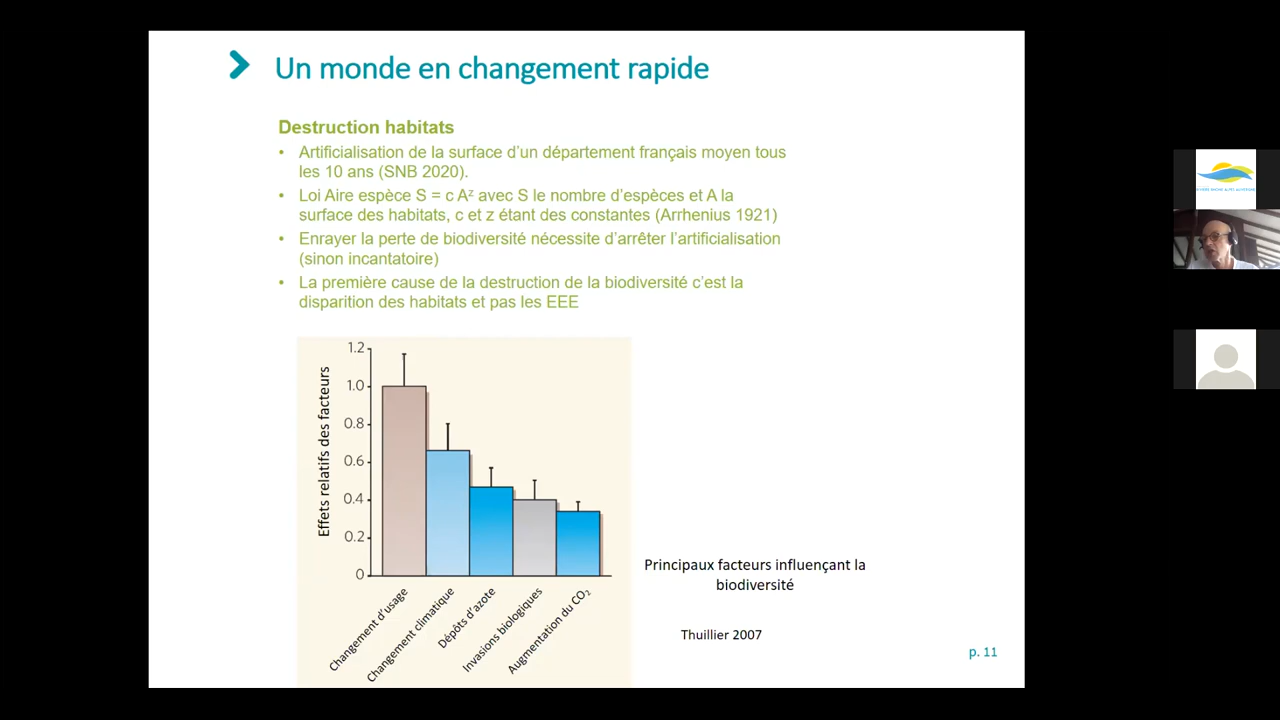 Un monde en changement rapide
Destruction habitats
• Artificialisation de la surface d'un département français moyen tous
les 10 ans (SNB 2020).
• Loi Aire espèce S = c Aᶻ avec S le nombre d'espèces et A la
surface des habitats, c et z étant des constantes (Arrhenius 1921)
• Enrayer la perte de biodiversité nécessite d'arrêter l'artificialisation
(sinon incantatoire)
• La première cause de la destruction de la biodiversité c'est la
disparition des habitats et pas les EEE
Effets relatifs des facteurs
1.2
1.0
0.8
0.6
0.4
0.2
0
Changement d'usage
Changement climatique
Dépôts d'azote
Invasions biologiques
Augmentation du CO₂
Principaux facteurs influençant la
biodiversité
Thuillier 2007
p. 11